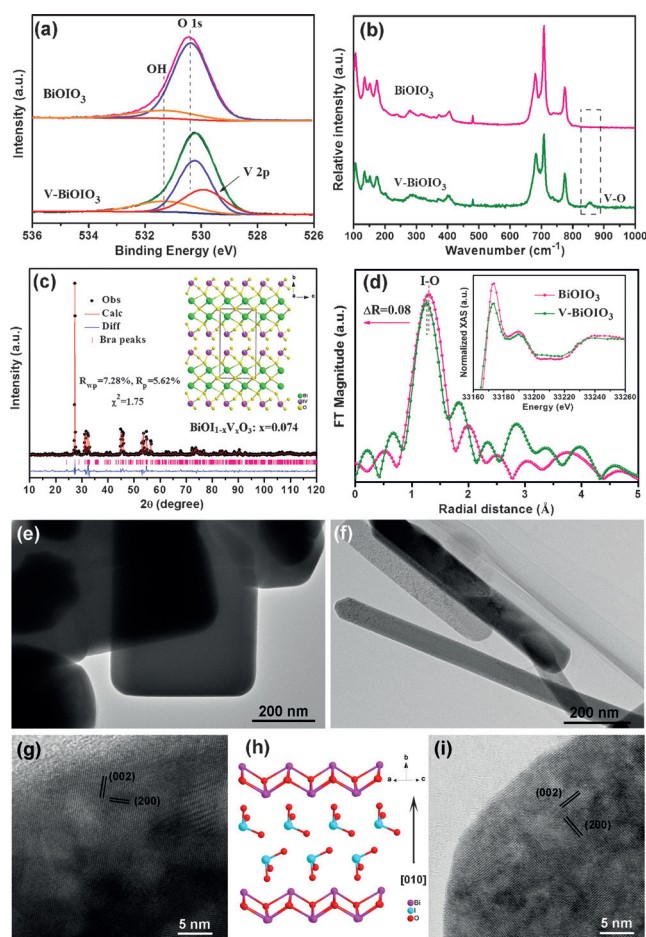 (a)
O 1s
OH
BiOIO3
V-BiOIO3
V 2p
Intensity (a.u.)
536 534 532 530 528 526
Binding Energy (eV)
(b)
BiOIO3
V-BiOIO3
V-O
Relative intensity (a.u.)
100 200 300 400 500 600 700 800 900 1000
Wavenumber (cm-1)
(c)
Obs
Calc
Diff
Bra peaks
Rwp=7.28%, Rp=5.62%
χ2=1.75
b
a c
Bi
I/V
O
BiOI1-xVxO3: x=0.074
Intensity (a.u.)
10 20 30 40 50 60 70 80 90 100 110 120
2θ (degree)
(d)
I-O
ΔR=0.08
BiOIO3
V-BiOIO3
Normalized XAS (a.u.)
33160 33180 33200 33220 33240 33260
Energy (eV)
FT Magnitude (a.u.)
0 1 2 3 4 5
Radial distance (Å)
(e)
200 nm
(f)
200 nm
(g)
(002)
(200)
5 nm
(h)
b
a c
[010]
Bi
I
O
(i)
(002)
(200)
5 nm